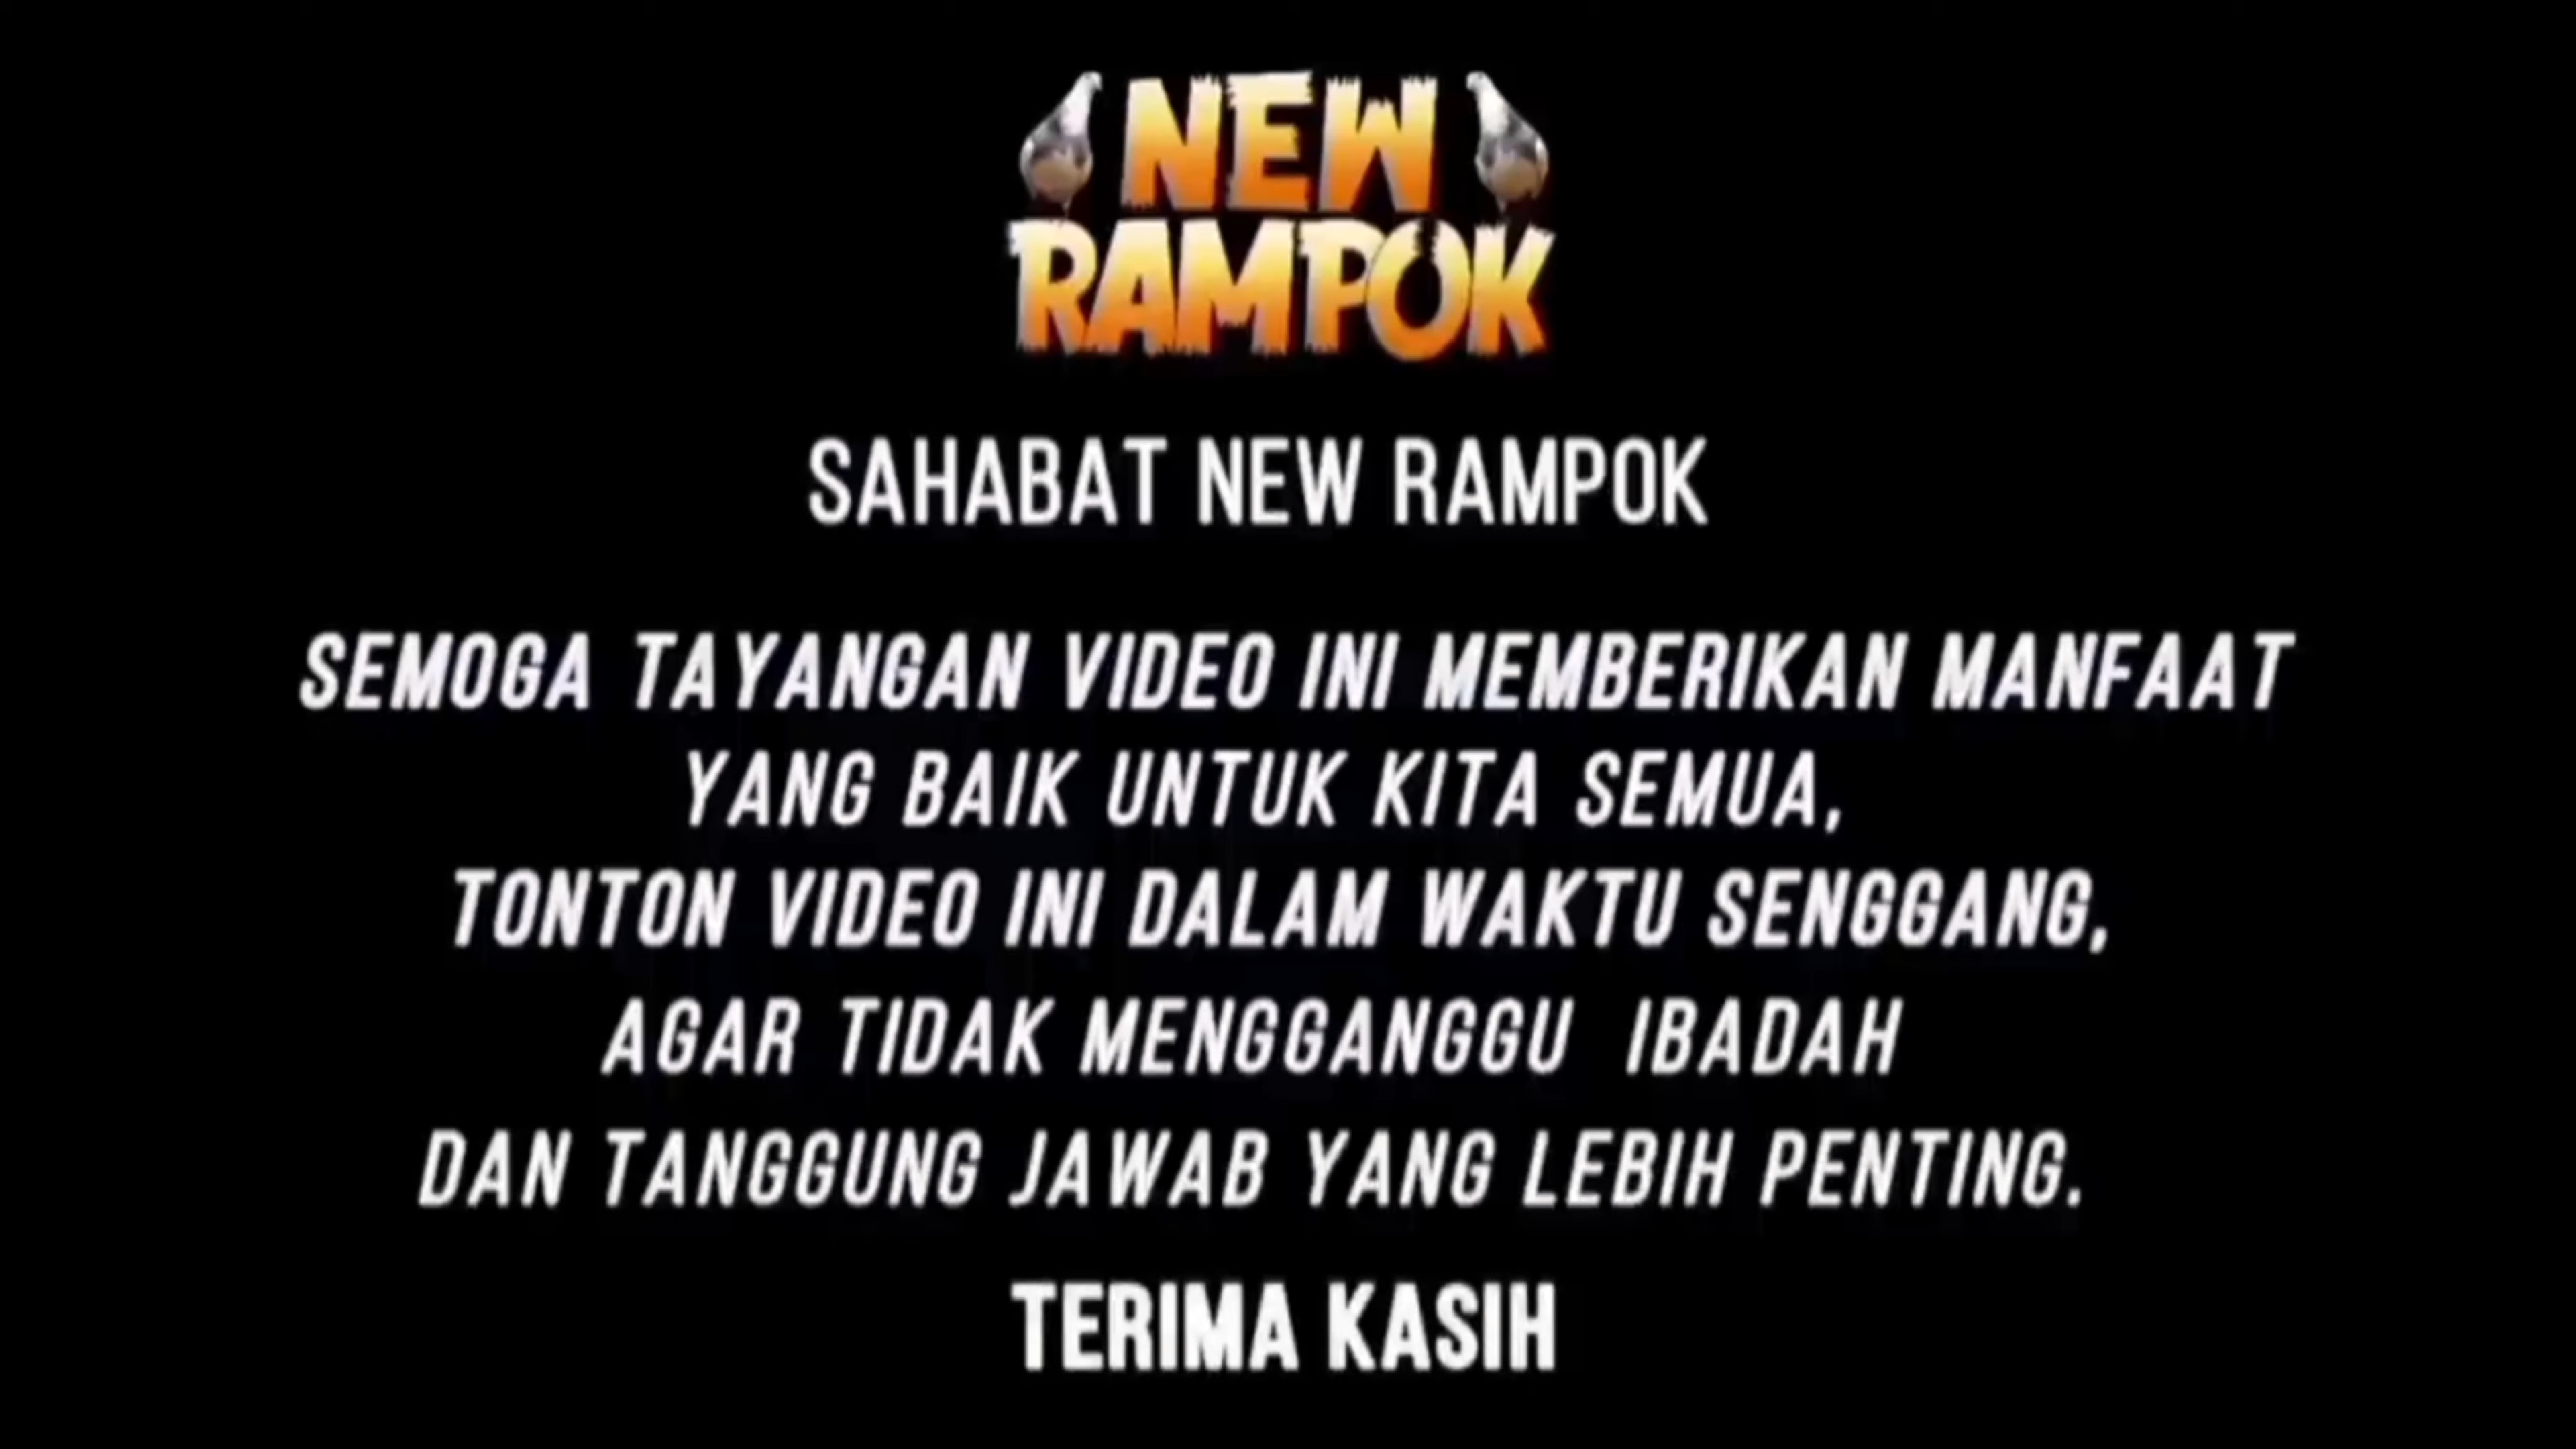 NEW
RAMPOK
SAHABAT NEW RAMPOK
SEMOGA TAYANGAN VIDEO INI MEMBERIKAN MANFAAT
YANG BAIK UNTUK KITA SEMUA,
TONTON VIDEO INI DALAM WAKTU SENGGANG,
AGAR TIDAK MENGGANGGU IBADAH
DAN TANGGUNG JAWAB YANG LEBIH PENTING.
TERIMA KASIH